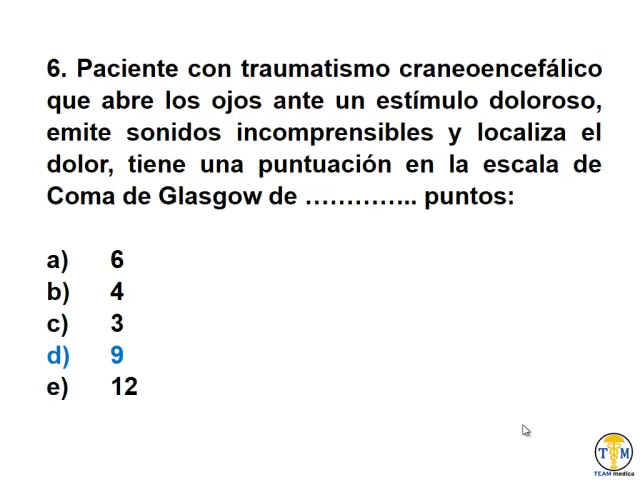 6. Paciente con traumatismo craneoencefálico
que abre los ojos ante un estímulo doloroso,
emite sonidos incomprensibles y localiza el
dolor, tiene una puntuación en la escala de
Coma de Glasgow de ………….. puntos:
a) 6
b) 4
c) 3
d) 9
e) 12
T M
TEAM medica